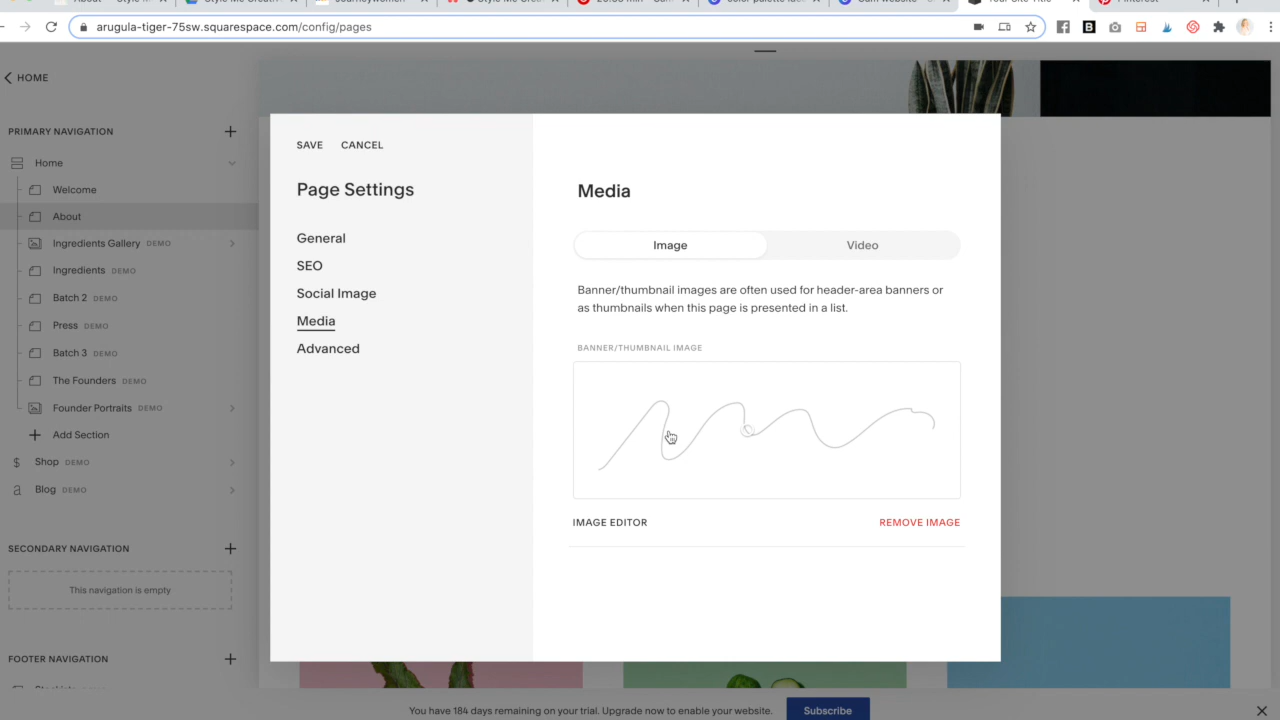 arugula-tiger-75sw.squarespace.com/config/pages
HOME
PRIMARY NAVIGATION
Home
Welcome
About
Ingredients Gallery DEMO
Ingredients DEMO
Batch 2 DEMO
Press DEMO
Batch 3 DEMO
The Founders DEMO
Founder Portraits DEMO
Add Section
Shop DEMO
Blog DEMO
SECONDARY NAVIGATION
This navigation is empty
FOOTER NAVIGATION
SAVE CANCEL
Page Settings
General
SEO
Social Image
Media
Advanced
Media
Image Video
Banner/thumbnail images are often used for header-area banners or
as thumbnails when this page is presented in a list.
BANNER/THUMBNAIL IMAGE
IMAGE EDITOR REMOVE IMAGE
You have 184 days remaining on your trial. Upgrade now to enable your website. Subscribe